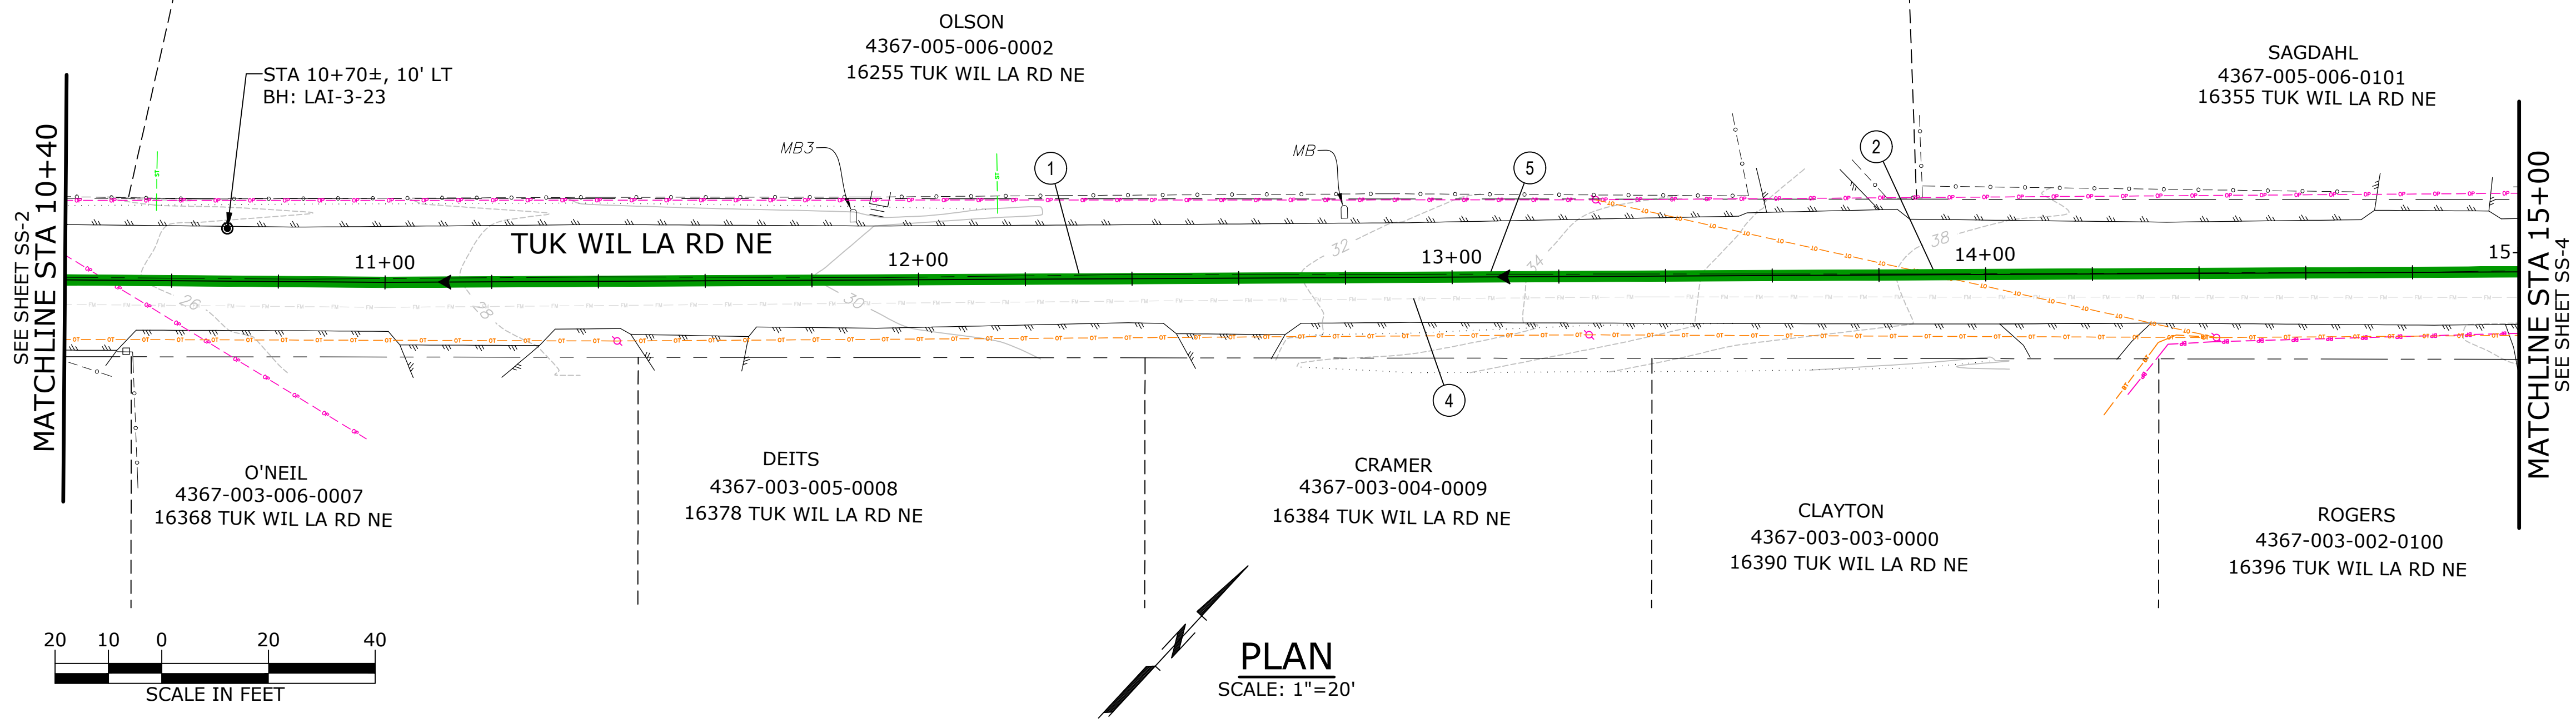 OLSON
4367-005-006-0002
16255 TUK WIL LA RD NE
SAGDAHL
4367-005-006-0101
16355 TUK WIL LA RD NE
STA 10+70±, 10' LT
BH: LAI-3-23
MATCHLINE STA 10+40
SEE SHEET SS-2
MB3
MB
1
5
2
TUK WIL LA RD NE
11+00
12+00
13+00
14+00
15+
26
28
30
32
34
38
4
MATCHLINE STA 15+00
SEE SHEET SS-4
O'NEIL
4367-003-006-0007
16368 TUK WIL LA RD NE
DEITS
4367-003-005-0008
16378 TUK WIL LA RD NE
CRAMER
4367-003-004-0009
16384 TUK WIL LA RD NE
CLAYTON
4367-003-003-0000
16390 TUK WIL LA RD NE
ROGERS
4367-003-002-0100
16396 TUK WIL LA RD NE
20 10 0 20 40
SCALE IN FEET
PLAN
SCALE: 1"=20'